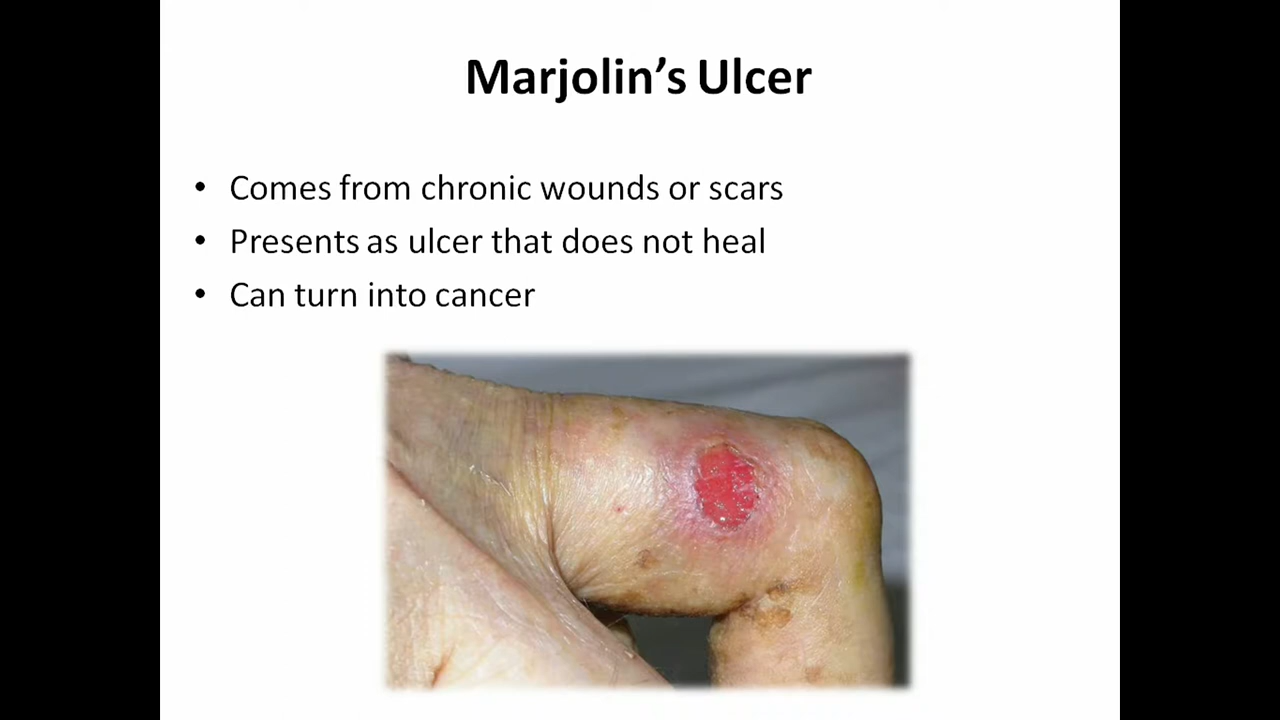 Marjolin’s Ulcer
• Comes from chronic wounds or scars
• Presents as ulcer that does not heal
• Can turn into cancer